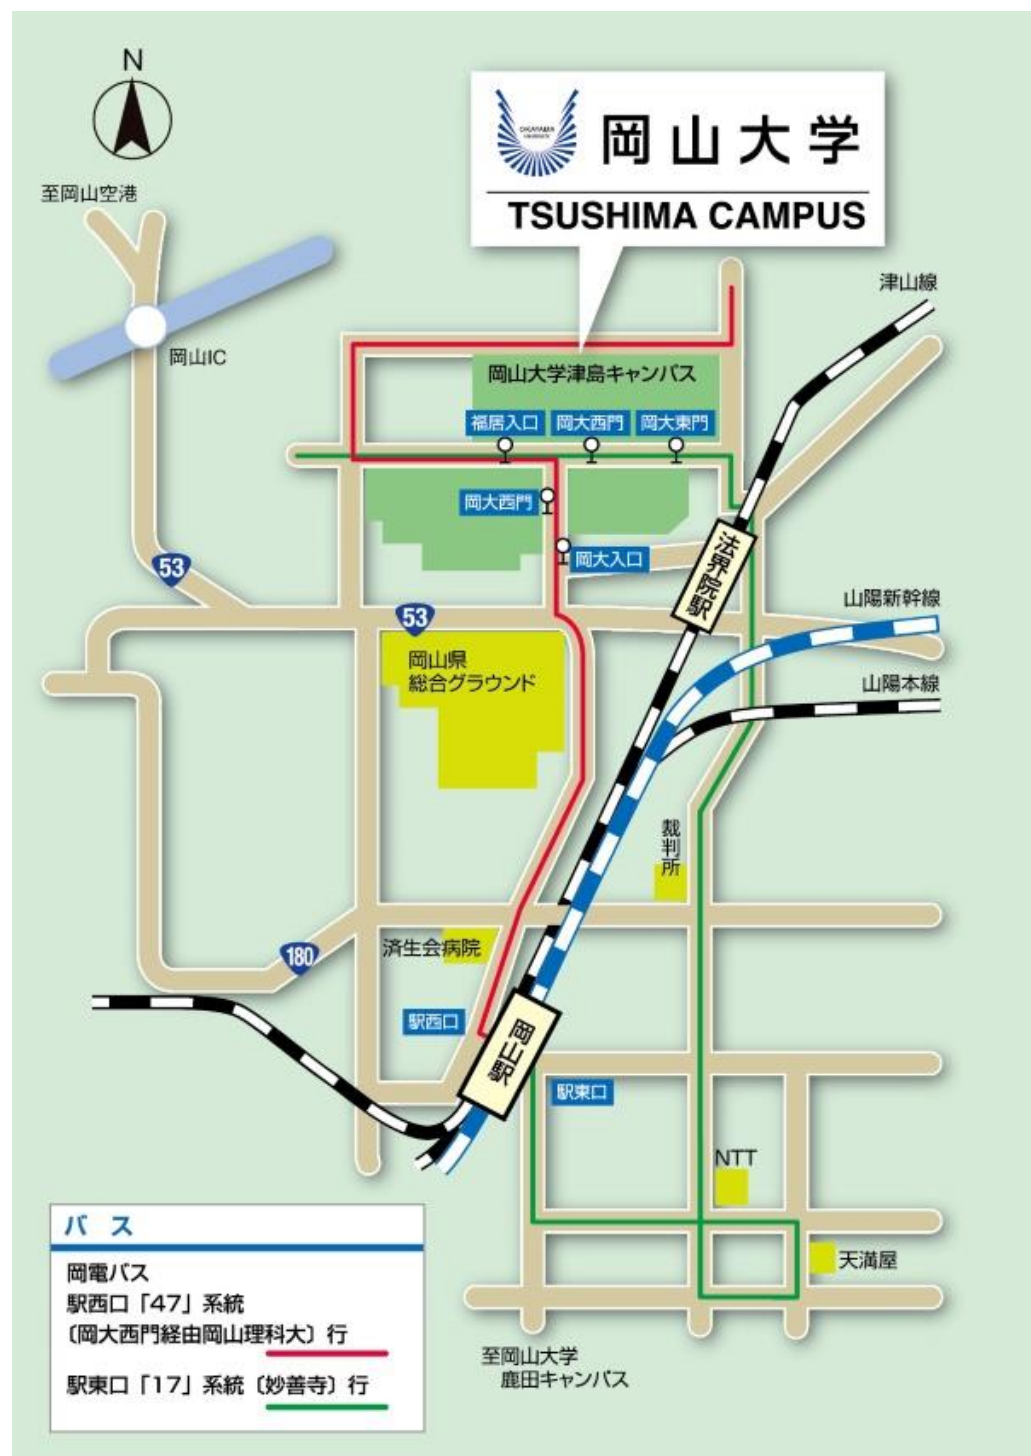 N
至岡山空港
岡山IC
OKAYAMA
UNIVERSITY
岡山大学
TSUSHIMA CAMPUS
津山線
岡山大学津島キャンパス
福居入口
岡大西門
岡大東門
岡大西門
岡大入口
法界院駅
53
53
山陽新幹線
岡山県
総合グラウンド
山陽本線
裁判所
済生会病院
180
駅西口
岡山駅
駅東口
NTT
天満屋
バス
岡電バス
駅西口「47」系統
〔岡大西門経由岡山理科大〕行
駅東口「17」系統〔妙善寺〕行
至岡山大学
鹿田キャンパス